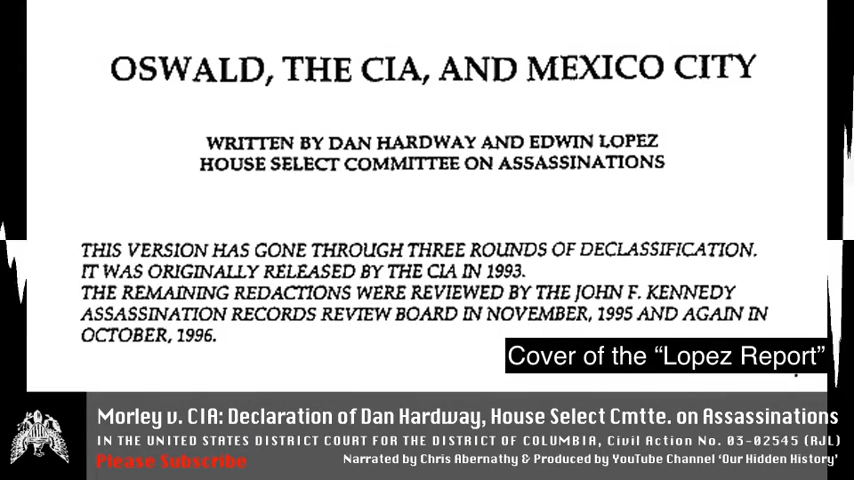 OSWALD, THE CIA, AND MEXICO CITY
WRITTEN BY DAN HARDWAY AND EDWIN LOPEZ
HOUSE SELECT COMMITTEE ON ASSASSINATIONS
THIS VERSION HAS GONE THROUGH THREE ROUNDS OF DECLASSIFICATION.
IT WAS ORIGINALLY RELEASED BY THE CIA IN 1993.
THE REMAINING REDACTIONS WERE REVIEWED BY THE JOHN F. KENNEDY
ASSASSINATION RECORDS REVIEW BOARD IN NOVEMBER, 1995 AND AGAIN IN
OCTOBER, 1996.
Cover of the “Lopez Report”
Morley v. CIA: Declaration of Dan Hardway, House Select Cmtte. on Assassinations
IN THE UNITED STATES DISTRICT COURT FOR THE DISTRICT OF COLUMBIA, Civil Action No. 03-02545 (RJL)
Please Subscribe
Narrated by Chris Abernathy & Produced by YouTube Channel 'Our Hidden History'